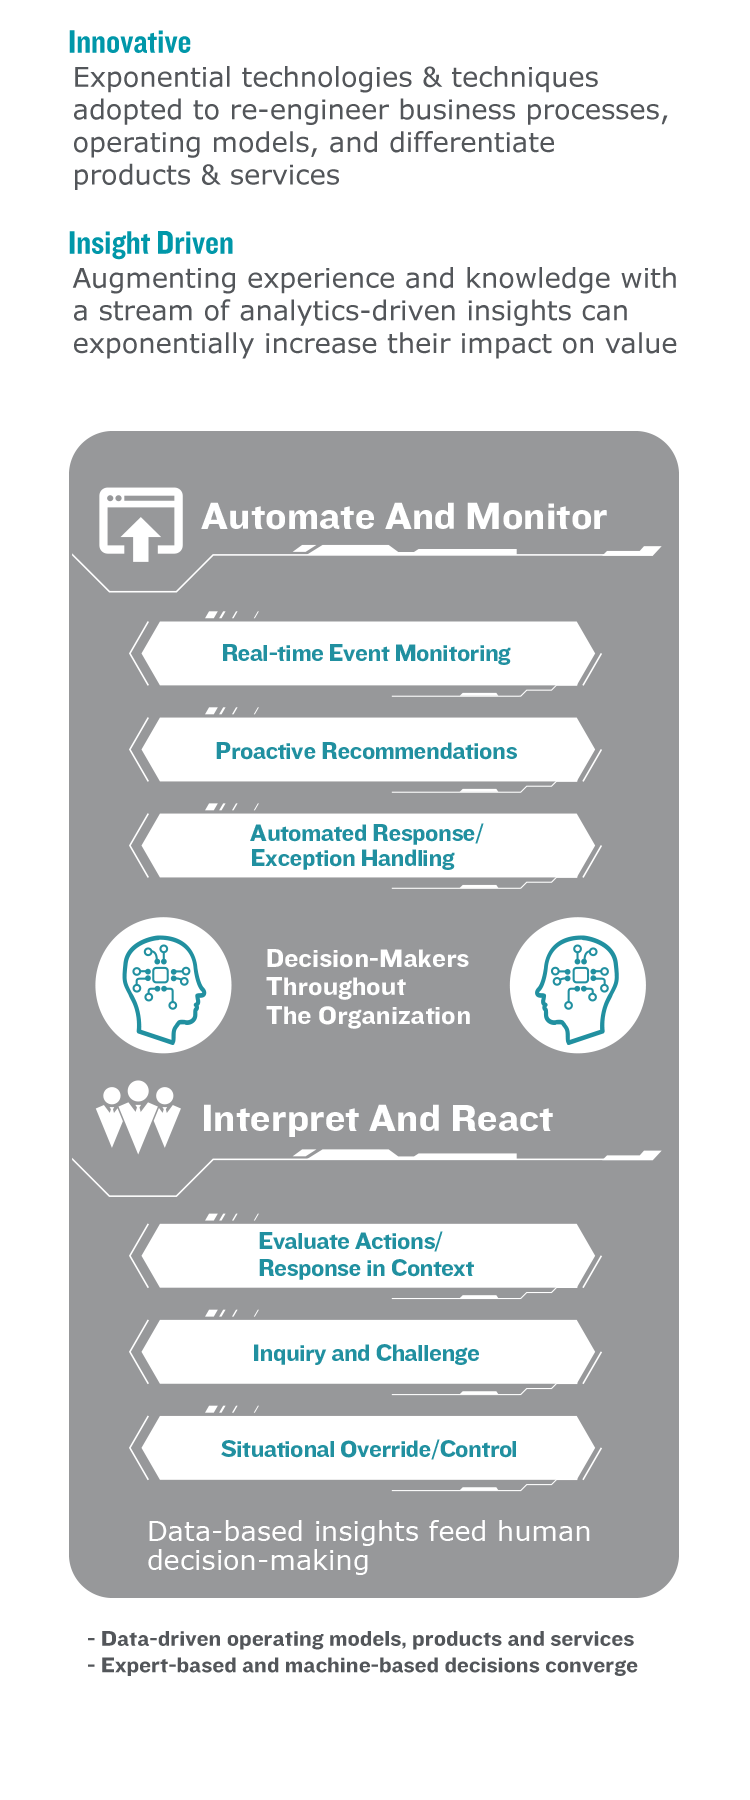 Innovative
Exponential technologies & techniques
adopted to re-engineer business processes,
operating models, and differentiate
products & services
Insight Driven
Augmenting experience and knowledge with
a stream of analytics-driven insights can
exponentially increase their impact on value
Automate And Monitor
Real-time Event Monitoring
Proactive Recommendations
Automated Response/
Exception Handling
Decision-Makers
Throughout
The Organization
Interpret And React
Evaluate Actions/
Response in Context
Inquiry and Challenge
Situational Override/Control
Data-based insights feed human
decision-making
- Data-driven operating models, products and services
- Expert-based and machine-based decisions converge